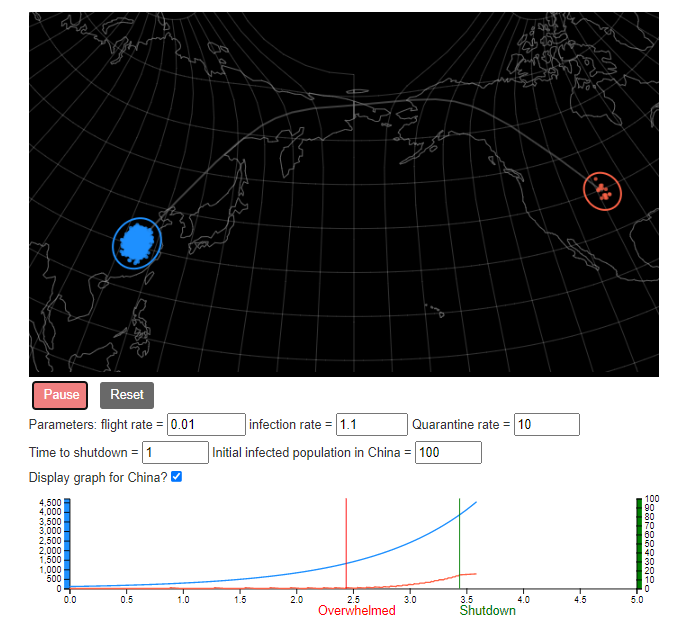 Pause Reset
Parameters: flight rate = 0.01 infection rate = 1.1 Quarantine rate = 10
Time to shutdown = 1 Initial infected population in China = 100
Display graph for China?
4,500 100
4,000 90
3,500 80
3,000 70
2,500 60
2,000 50
1,500 40
1,000 30
500 20
0 10
0
0.0 0.5 1.0 1.5 2.0 2.5 3.0 3.5 4.0 4.5 5.0
Overwhelmed Shutdown